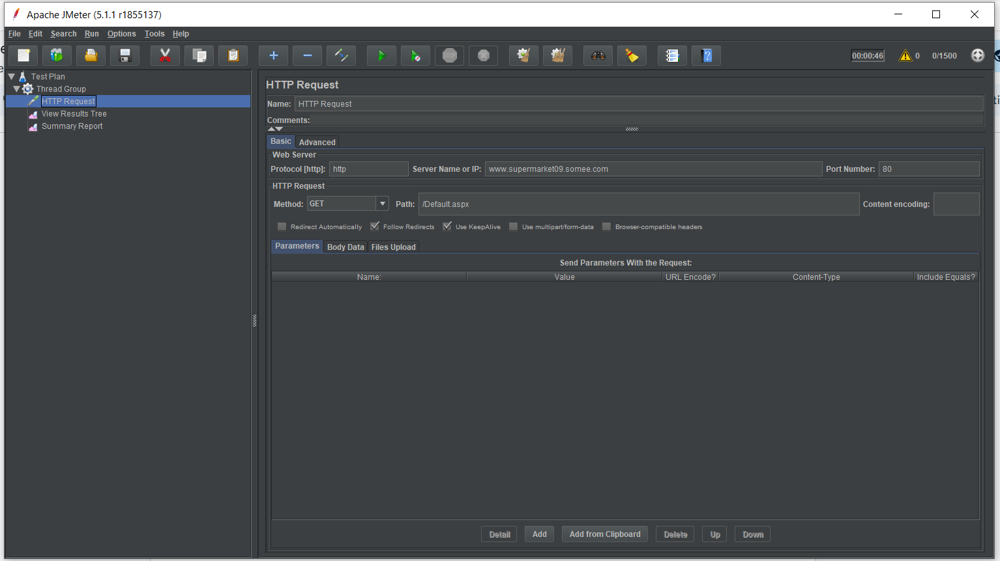 Apache JMeter (5.1.1 r1855137)
File Edit Search Run Options Tools Help
STOP
00:00:46 0 0/1500
Test Plan
Thread Group
HTTP Request
View Results Tree
Summary Report
HTTP Request
Name: HTTP Request
Comments:
Basic Advanced
Web Server
Protocol [http]: http Server Name or IP: www.supermarket09.somee.com Port Number: 80
HTTP Request
Method: GET Path: /Default.aspx Content encoding:
Redirect Automatically Follow Redirects Use KeepAlive Use multipart/form-data Browser-compatible headers
Parameters Body Data Files Upload
Send Parameters With the Request:
Name: Value URL Encode? Content-Type Include Equals?
Detail Add Add from Clipboard Delete Up Down